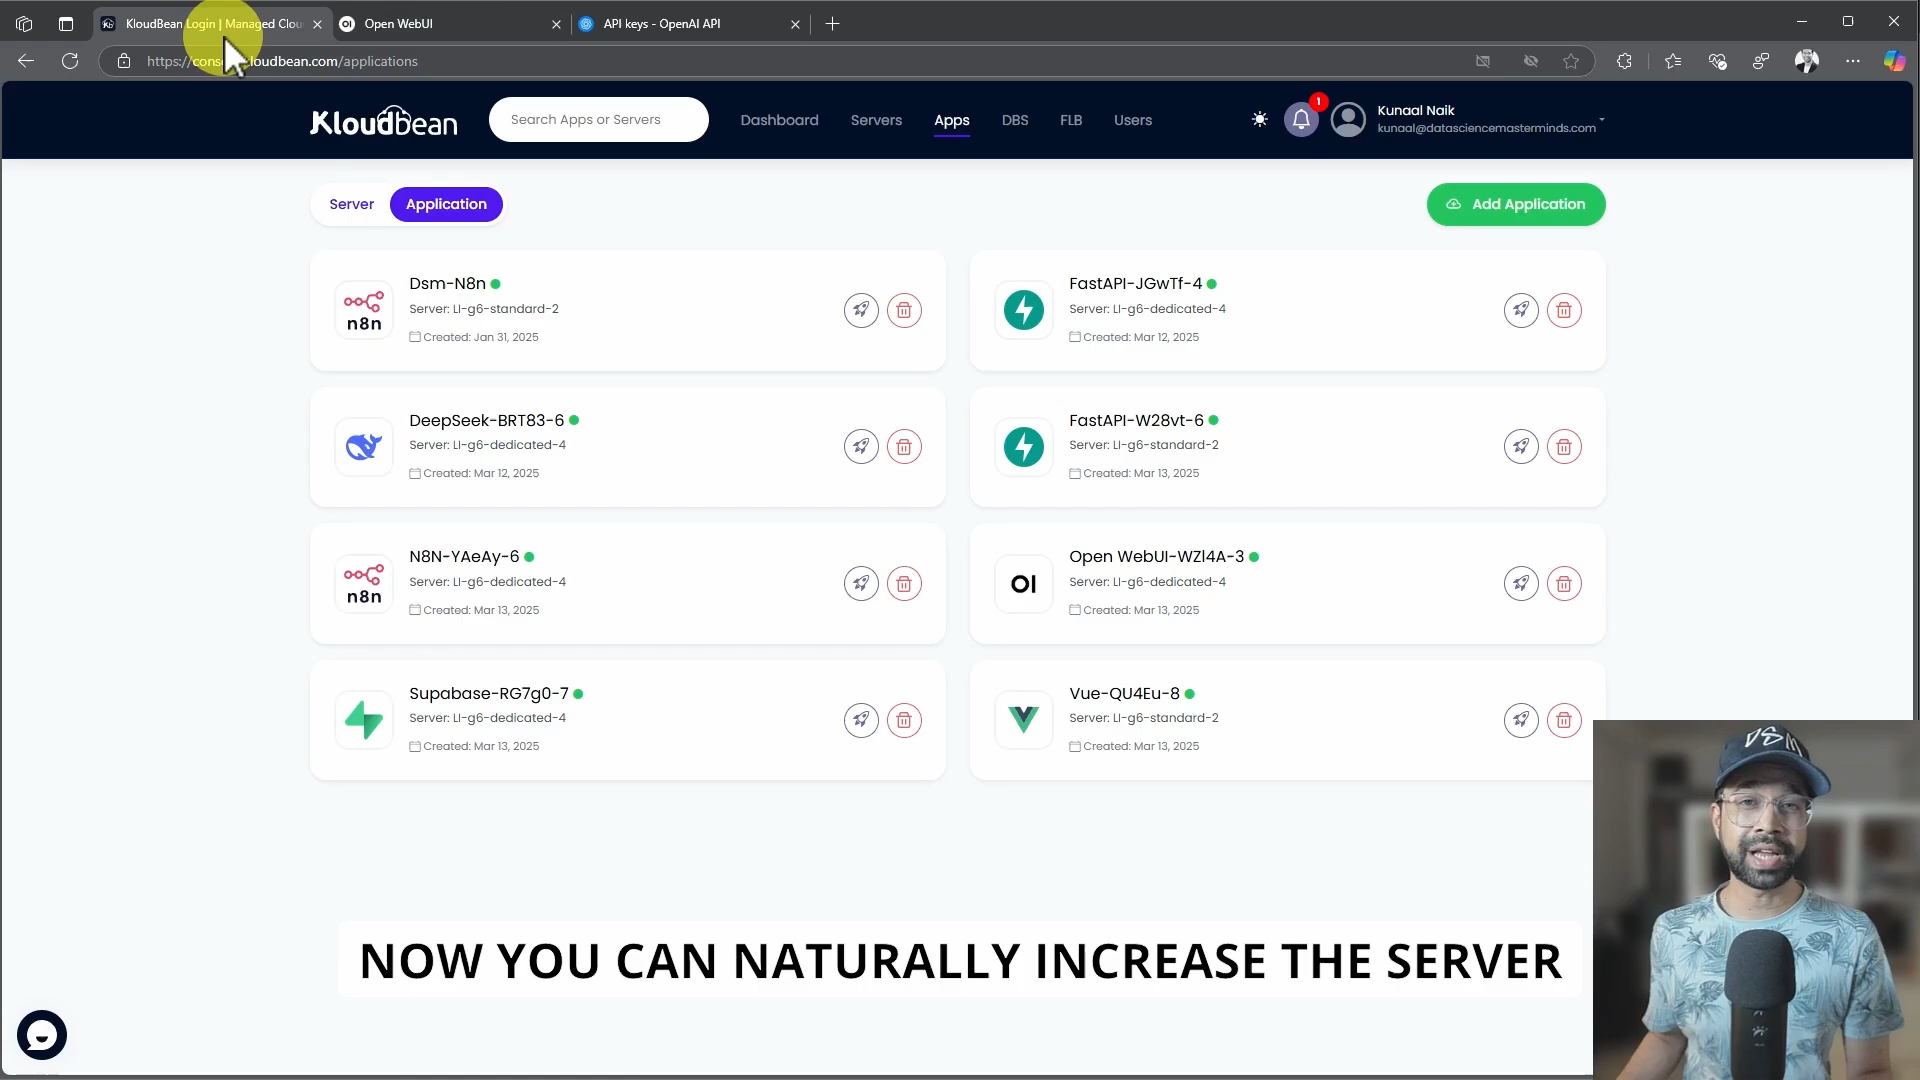 KloudBean Login | Managed Clou
Open WebUI
API keys - OpenAI API
https://cons loudbean.com/applications
KloudBean
Search Apps or Servers
Dashboard
Servers
Apps
DBS
FLB
Users
1
Kunaal Naik
kunaal@datasciencemasterminds.com
Server
Application
Add Application
n8n
Dsm-N8n
Server: LI-g6-standard-2
Created: Jan 31, 2025
FastAPI-JGwTf-4
Server: LI-g6-dedicated-4
Created: Mar 12, 2025
DeepSeek-BRT83-6
Server: LI-g6-dedicated-4
Created: Mar 12, 2025
FastAPI-W28vt-6
Server: LI-g6-standard-2
Created: Mar 13, 2025
n8n
N8N-YAeAy-6
Server: LI-g6-dedicated-4
Created: Mar 13, 2025
OI
Open WebUI-WZl4A-3
Server: LI-g6-dedicated-4
Created: Mar 13, 2025
Supabase-RG7g0-7
Server: LI-g6-dedicated-4
Created: Mar 13, 2025
Vue-QU4Eu-8
Server: LI-g6-standard-2
Created: Mar 13, 2025
DSM
NOW YOU CAN NATURALLY INCREASE THE SERVER